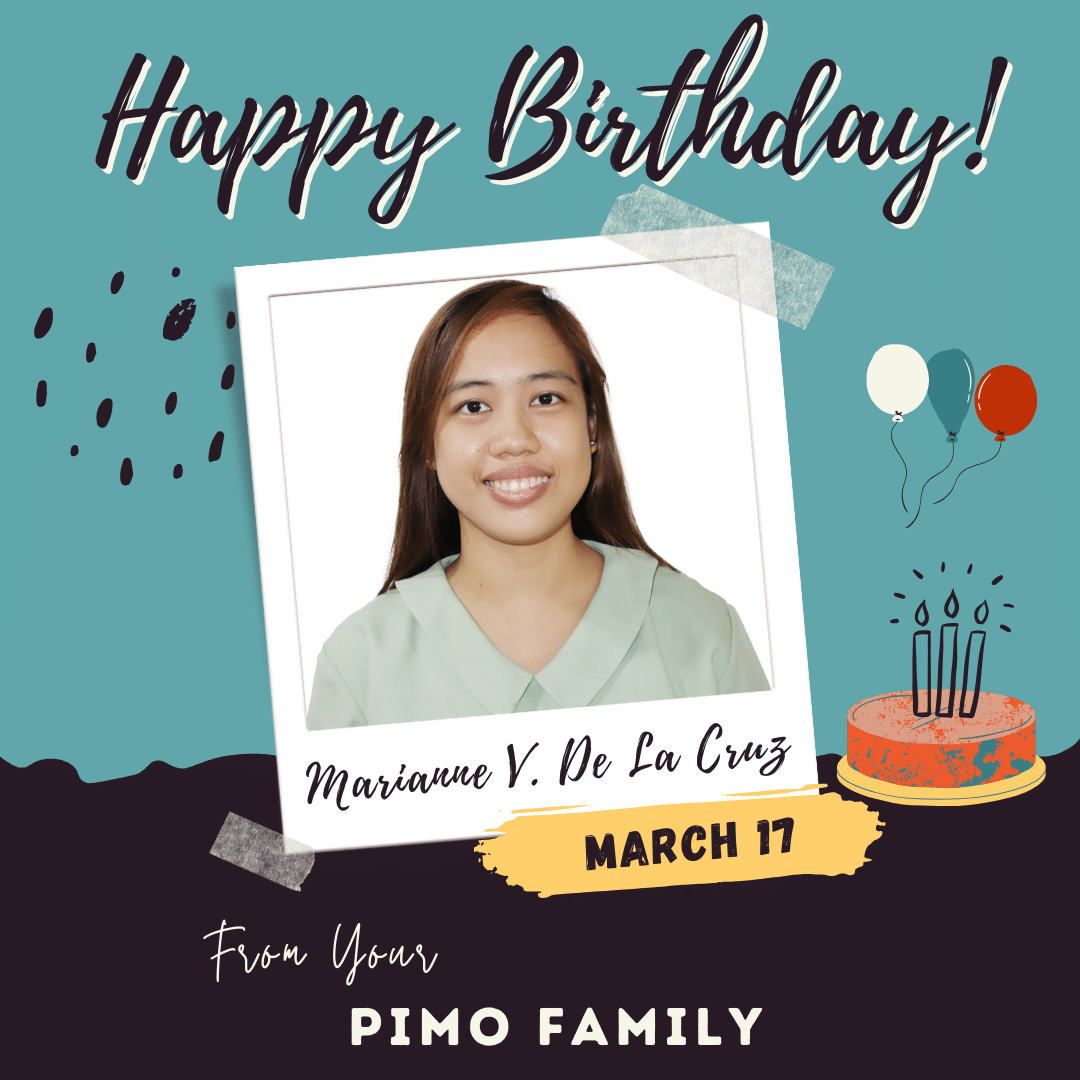 Happy Birthday!
Marianne V. De La Cruz
MARCH 17
From Your
PIMO FAMILY